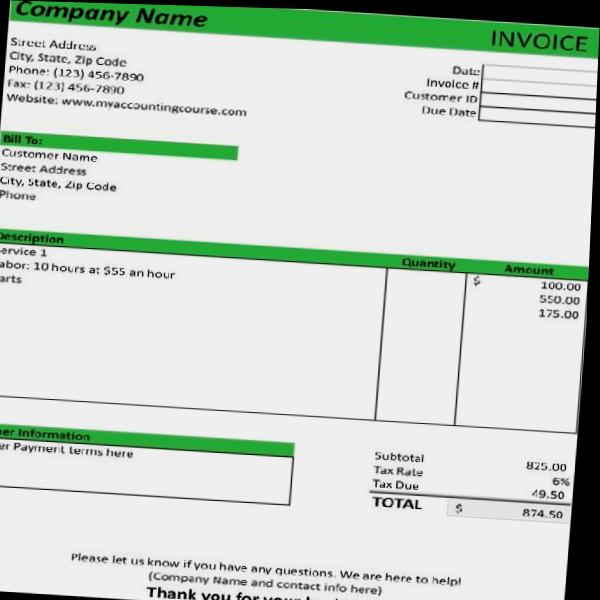 Company Name
INVOICE
Street Address
City, State, Zip Code
Phone: (123) 456-7890
Fax: (123) 456-7890
Website: www.myaccountingcourse.com
Date
Invoice #
Customer ID
Due Date
Bill To:
Customer Name
Street Address
City, State, Zip Code
Phone
Description Quantity Amount
ervice 1 $ 100.00
abor: 10 hours at $55 an hour 550.00
arts 175.00
er Information
er Payment terms here
Subtotal 825.00
Tax Rate 6%
Tax Due 49.50
TOTAL $ 874.50
Please let us know if you have any questions. We are here to help!
(Company Name and contact info here)
Thank you for your